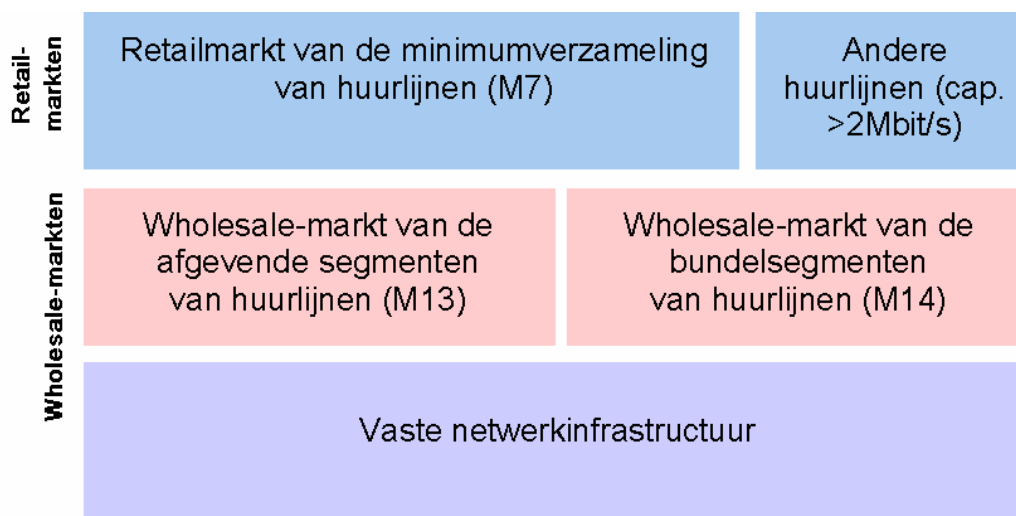 Retail-
markten
Retailmarkt van de minimumverzameling
van huurlijnen (M7)
Andere
huurlijnen (cap.
>2Mbit/s)
Wholesale-markten
Wholesale-markt van de
afgevende segmenten
van huurlijnen (M13)
Wholesale-markt van de
bundelsegmenten
van huurlijnen (M14)
Vaste netwerkinfrastructuur